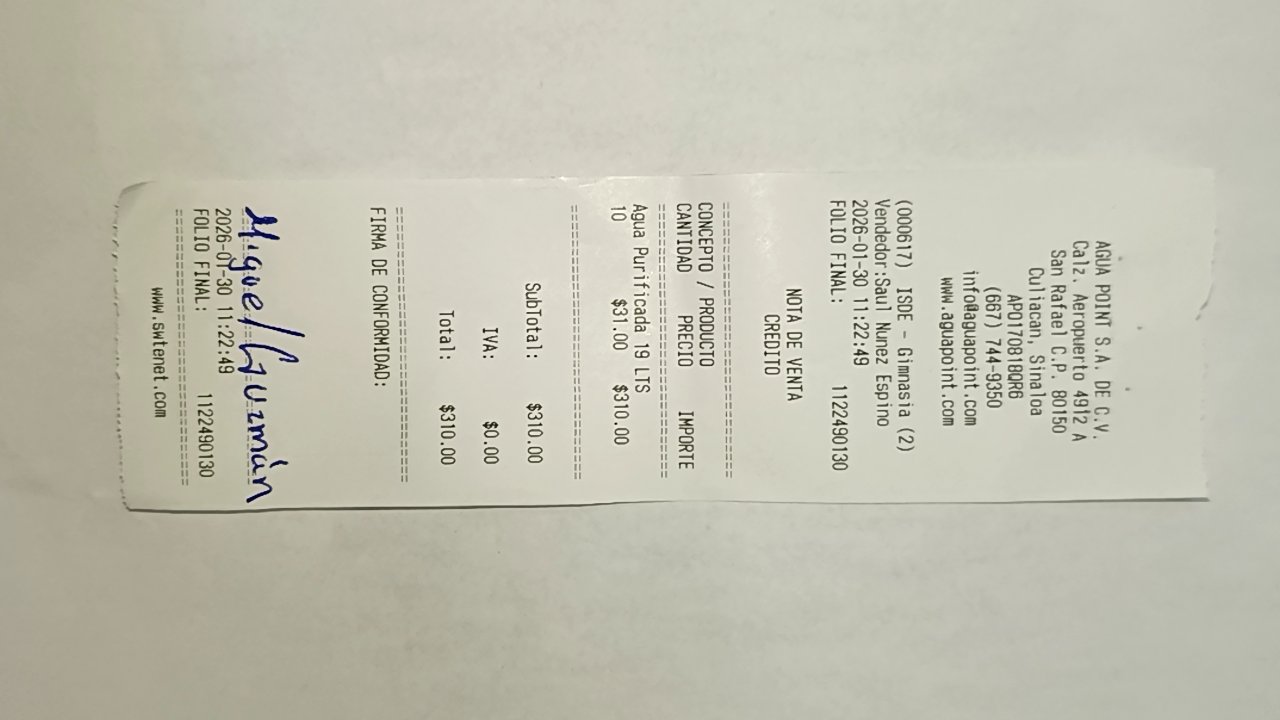 AGUA POINT S.A. DE C.V.
Calz. Aeropuerto 4912 A
San Rafael C.P. 80150
Culiacan, Sinaloa
APO170818QR6
(667) 744-9350
info@aguapoint.com
www.aguapoint.com
(000617) ISDE - Gimnasia (2)
Vendedor:Saul Nunez Espino
2026-01-30 11:22:49
FOLIO FINAL: 1122490130
NOTA DE VENTA
CREDITO
================================
CONCEPTO / PRODUCTO
CANTIDAD PRECIO IMPORTE
================================
Agua Purificada 19 LTS
10 $31.00 $310.00
================================
SubTotal: $310.00
IVA: $0.00
Total: $310.00
================================
FIRMA DE CONFORMIDAD:
Miguel Guzmán
2026-01-30 11:22:49
FOLIO FINAL: 1122490130
================================
www.swtenet.com